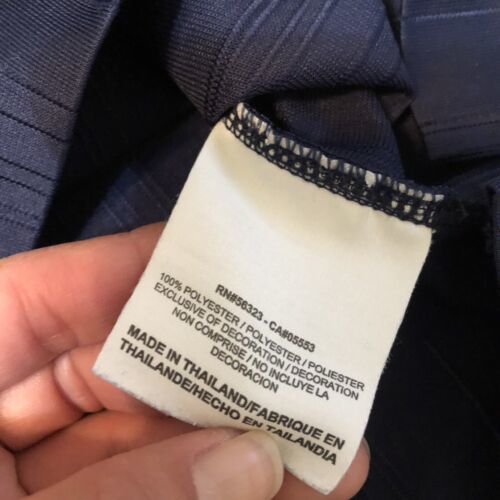 RN#56323 - CA#05553
100% POLYESTER / POLYESTER / POLIESTER
EXCLUSIVE OF DECORATION / DECORATION
NON COMPRISE / NO INCLUYE LA
DECORACION
MADE IN THAILAND/FABRIQUE EN
THAILANDE/HECHO EN TAILANDIA